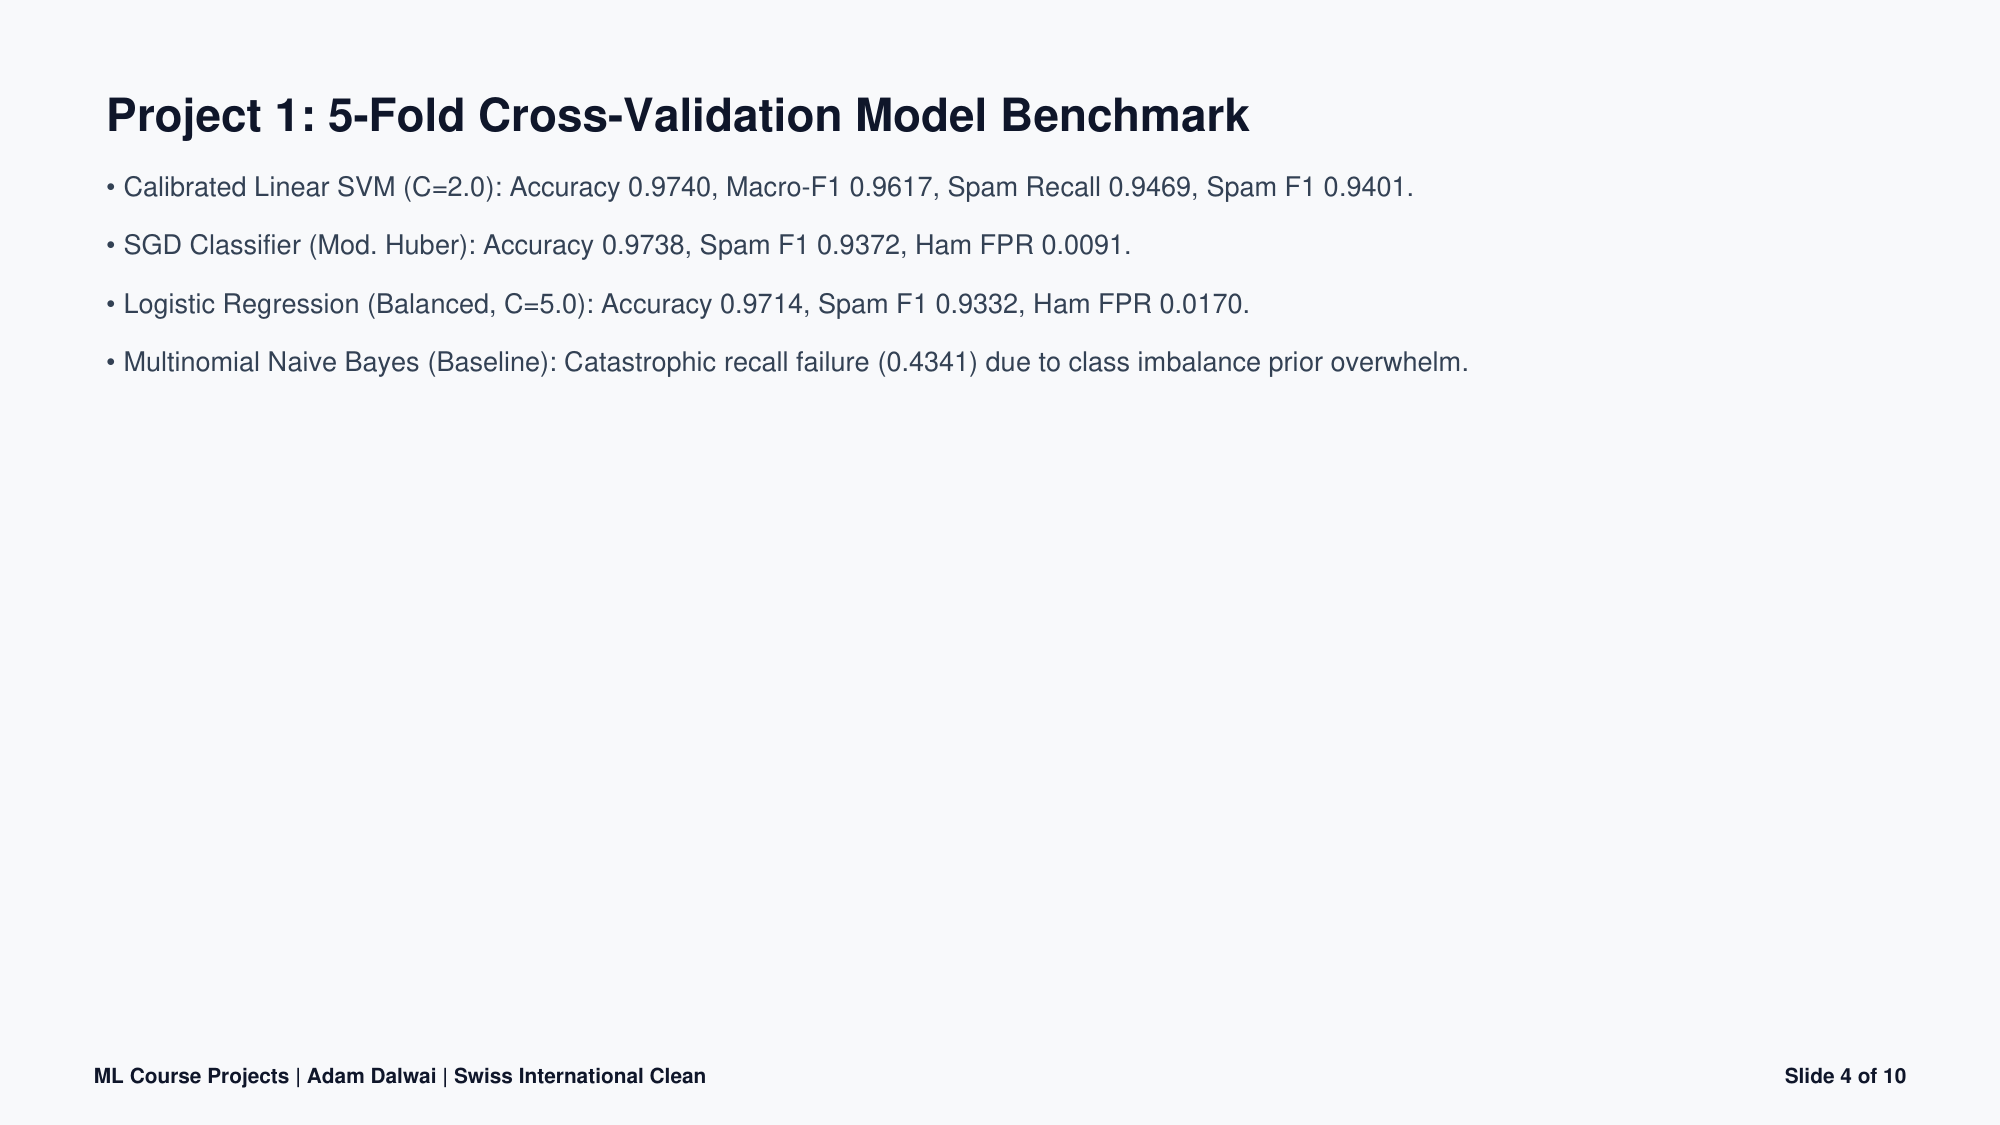 Project 1: 5-Fold Cross-Validation Model Benchmark
• Calibrated Linear SVM (C=2.0): Accuracy 0.9740, Macro-F1 0.9617, Spam Recall 0.9469, Spam F1 0.9401.
• SGD Classifier (Mod. Huber): Accuracy 0.9738, Spam F1 0.9372, Ham FPR 0.0091.
• Logistic Regression (Balanced, C=5.0): Accuracy 0.9714, Spam F1 0.9332, Ham FPR 0.0170.
• Multinomial Naive Bayes (Baseline): Catastrophic recall failure (0.4341) due to class imbalance prior overwhelm.
ML Course Projects | Adam Dalwai | Swiss International Clean
Slide 4 of 10